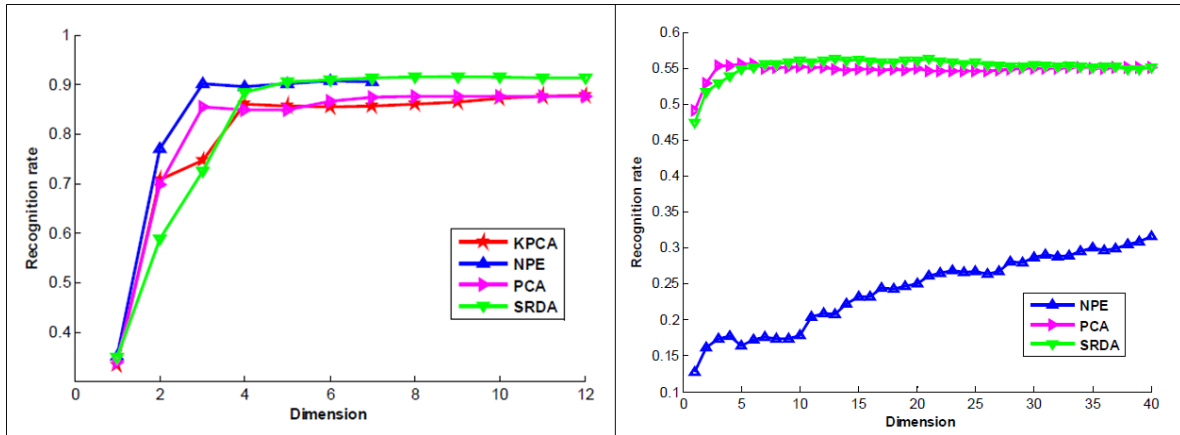 1
0.9
0.8
0.7
0.6
0.5
0.4
Recognition rate
0 2 4 6 8 10 12
Dimension
KPCA
NPE
PCA
SRDA
0.6
0.55
0.5
0.45
0.4
0.35
0.3
0.25
0.2
0.15
0.1
Recognition rate
0 5 10 15 20 25 30 35 40
Dimension
NPE
PCA
SRDA